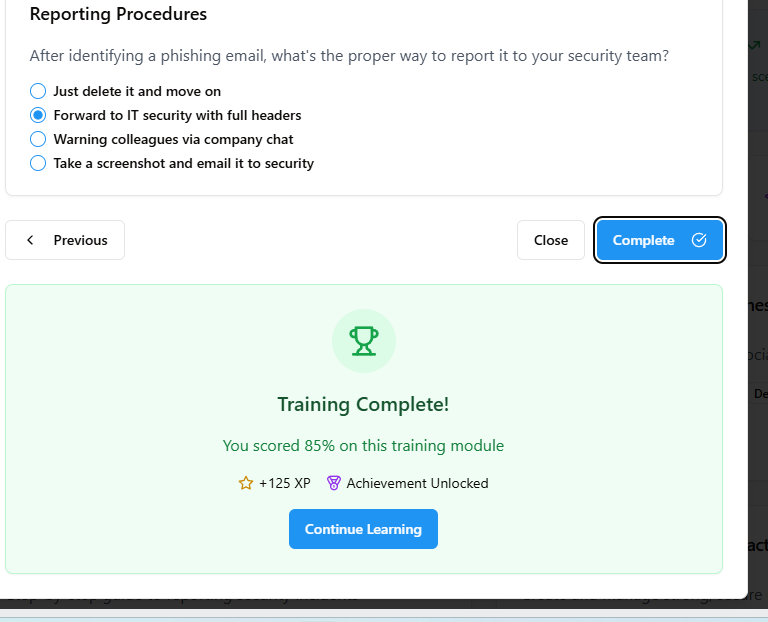 Reporting Procedures
After identifying a phishing email, what's the proper way to report it to your security team?
Just delete it and move on
Forward to IT security with full headers
Warning colleagues via company chat
Take a screenshot and email it to security
Previous
Close
Complete
Training Complete!
You scored 85% on this training module
+125 XP Achievement Unlocked
Continue Learning